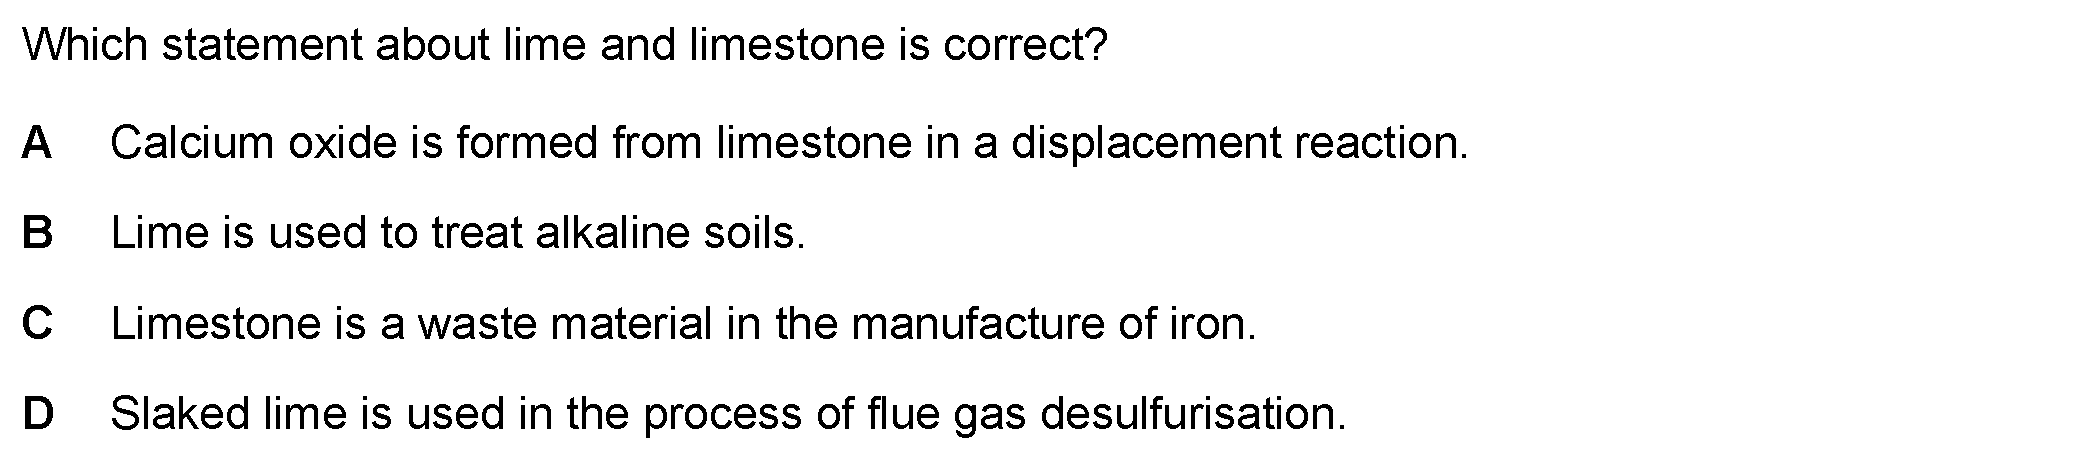 Which statement about lime and limestone is correct?
A Calcium oxide is formed from limestone in a displacement reaction.
B Lime is used to treat alkaline soils.
C Limestone is a waste material in the manufacture of iron.
D Slaked lime is used in the process of flue gas desulfurisation.